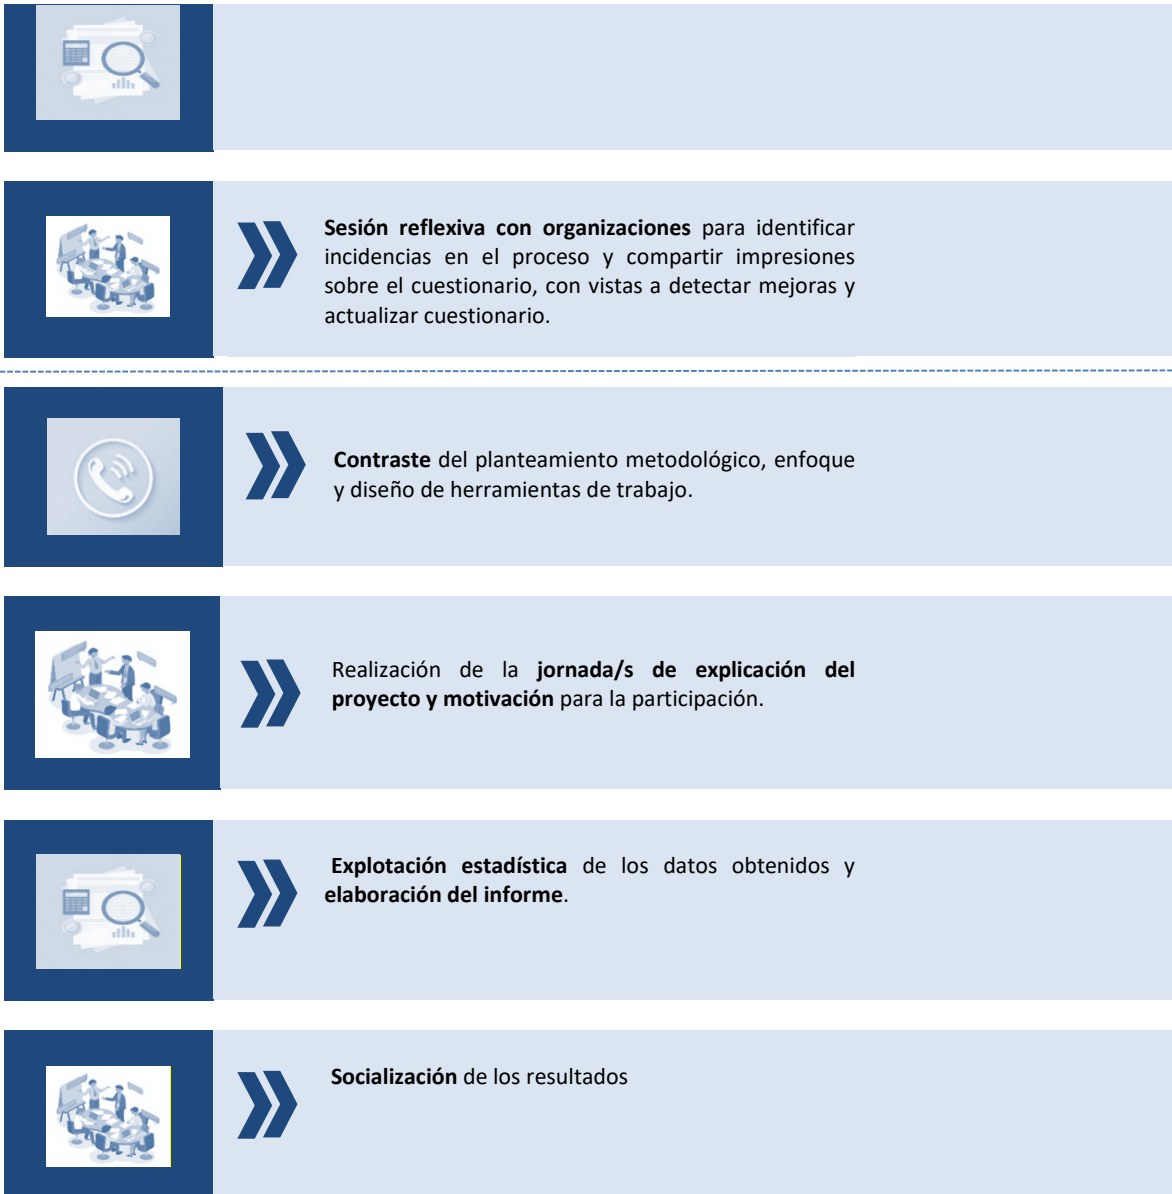 Sesión reflexiva con organizaciones para identificar
incidencias en el proceso y compartir impresiones
sobre el cuestionario, con vistas a detectar mejoras y
actualizar cuestionario.
Contraste del planteamiento metodológico, enfoque
y diseño de herramientas de trabajo.
Realización de la jornada/s de explicación del
proyecto y motivación para la participación.
Explotación estadística de los datos obtenidos y
elaboración del informe.
Socialización de los resultados